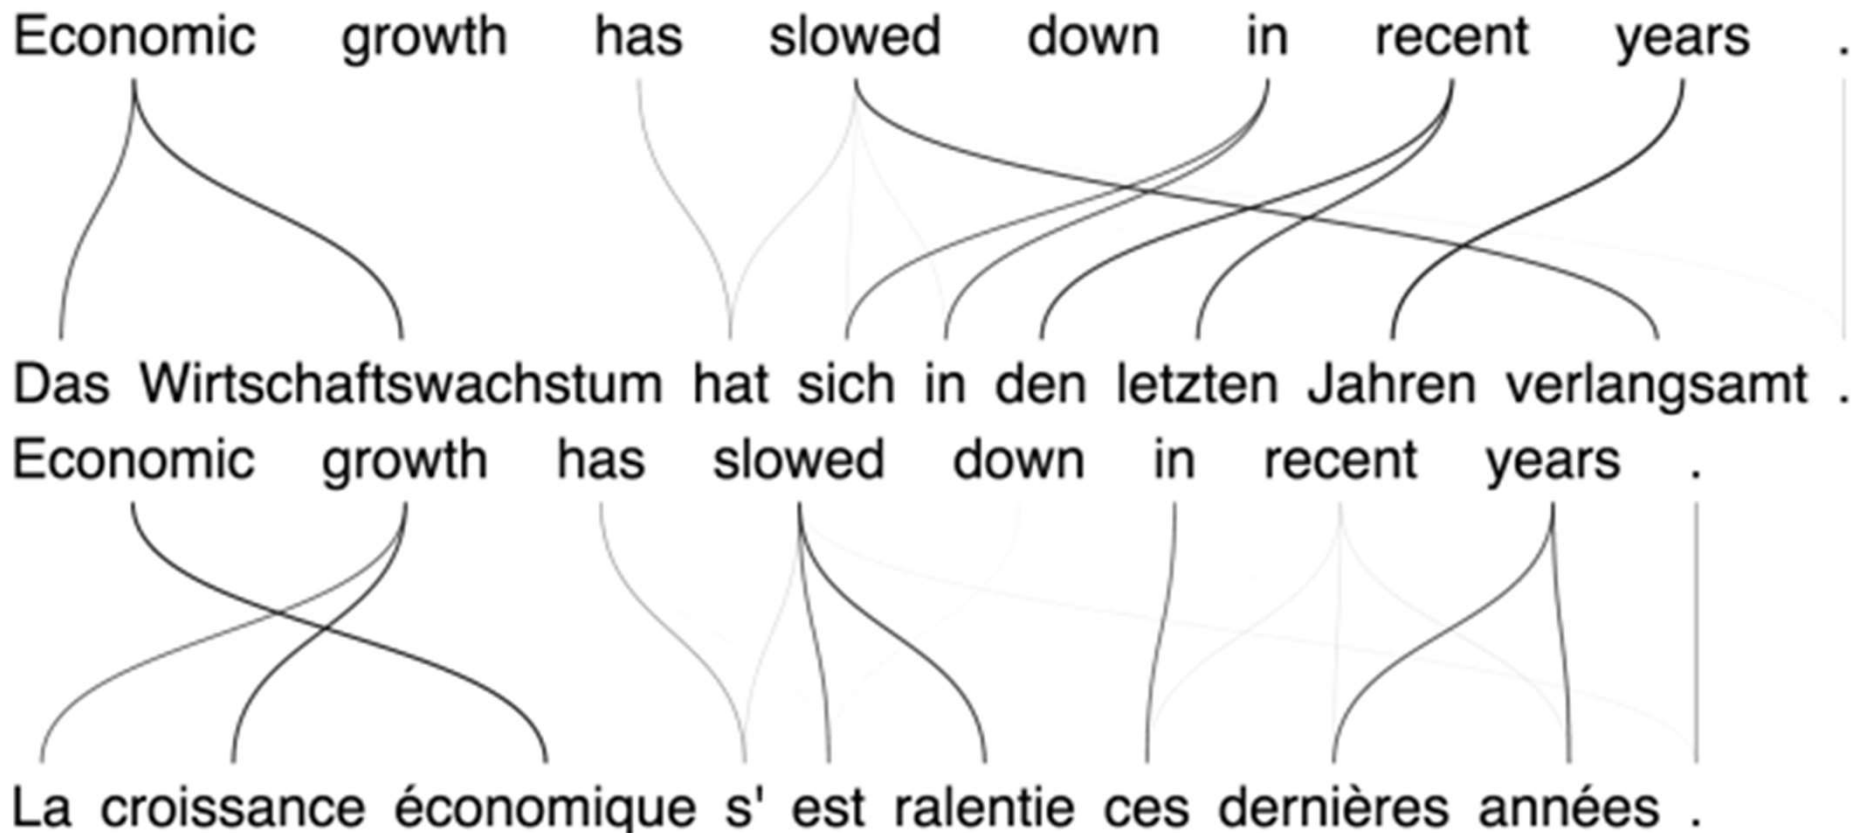 Economic growth has slowed down in recent years .
Das Wirtschaftswachstum hat sich in den letzten Jahren verlangsamt .
Economic growth has slowed down in recent years .
La croissance économique s' est ralentie ces dernières années .